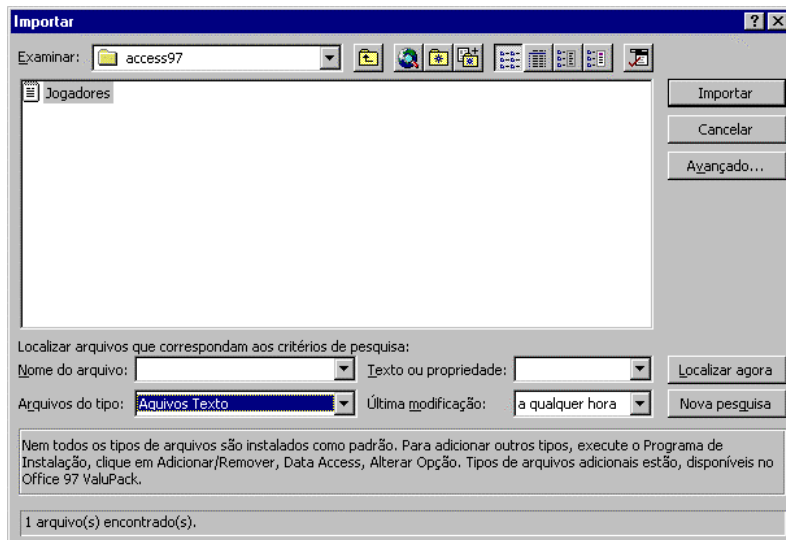 Importar
Examinar: access97
Jogadores
Importar
Cancelar
Avançado...
Localizar arquivos que correspondam aos critérios de pesquisa:
Nome do arquivo: Texto ou propriedade: Localizar agora
Arquivos do tipo: Aquivos Texto Última modificação: a qualquer hora Nova pesquisa
Nem todos os tipos de arquivos são instalados como padrão. Para adicionar outros tipos, execute o Programa de
Instalação, clique em Adicionar/Remover, Data Access, Alterar Opção. Tipos de arquivos adicionais estão, disponíveis no
Office 97 ValuPack.
1 arquivo(s) encontrado(s).